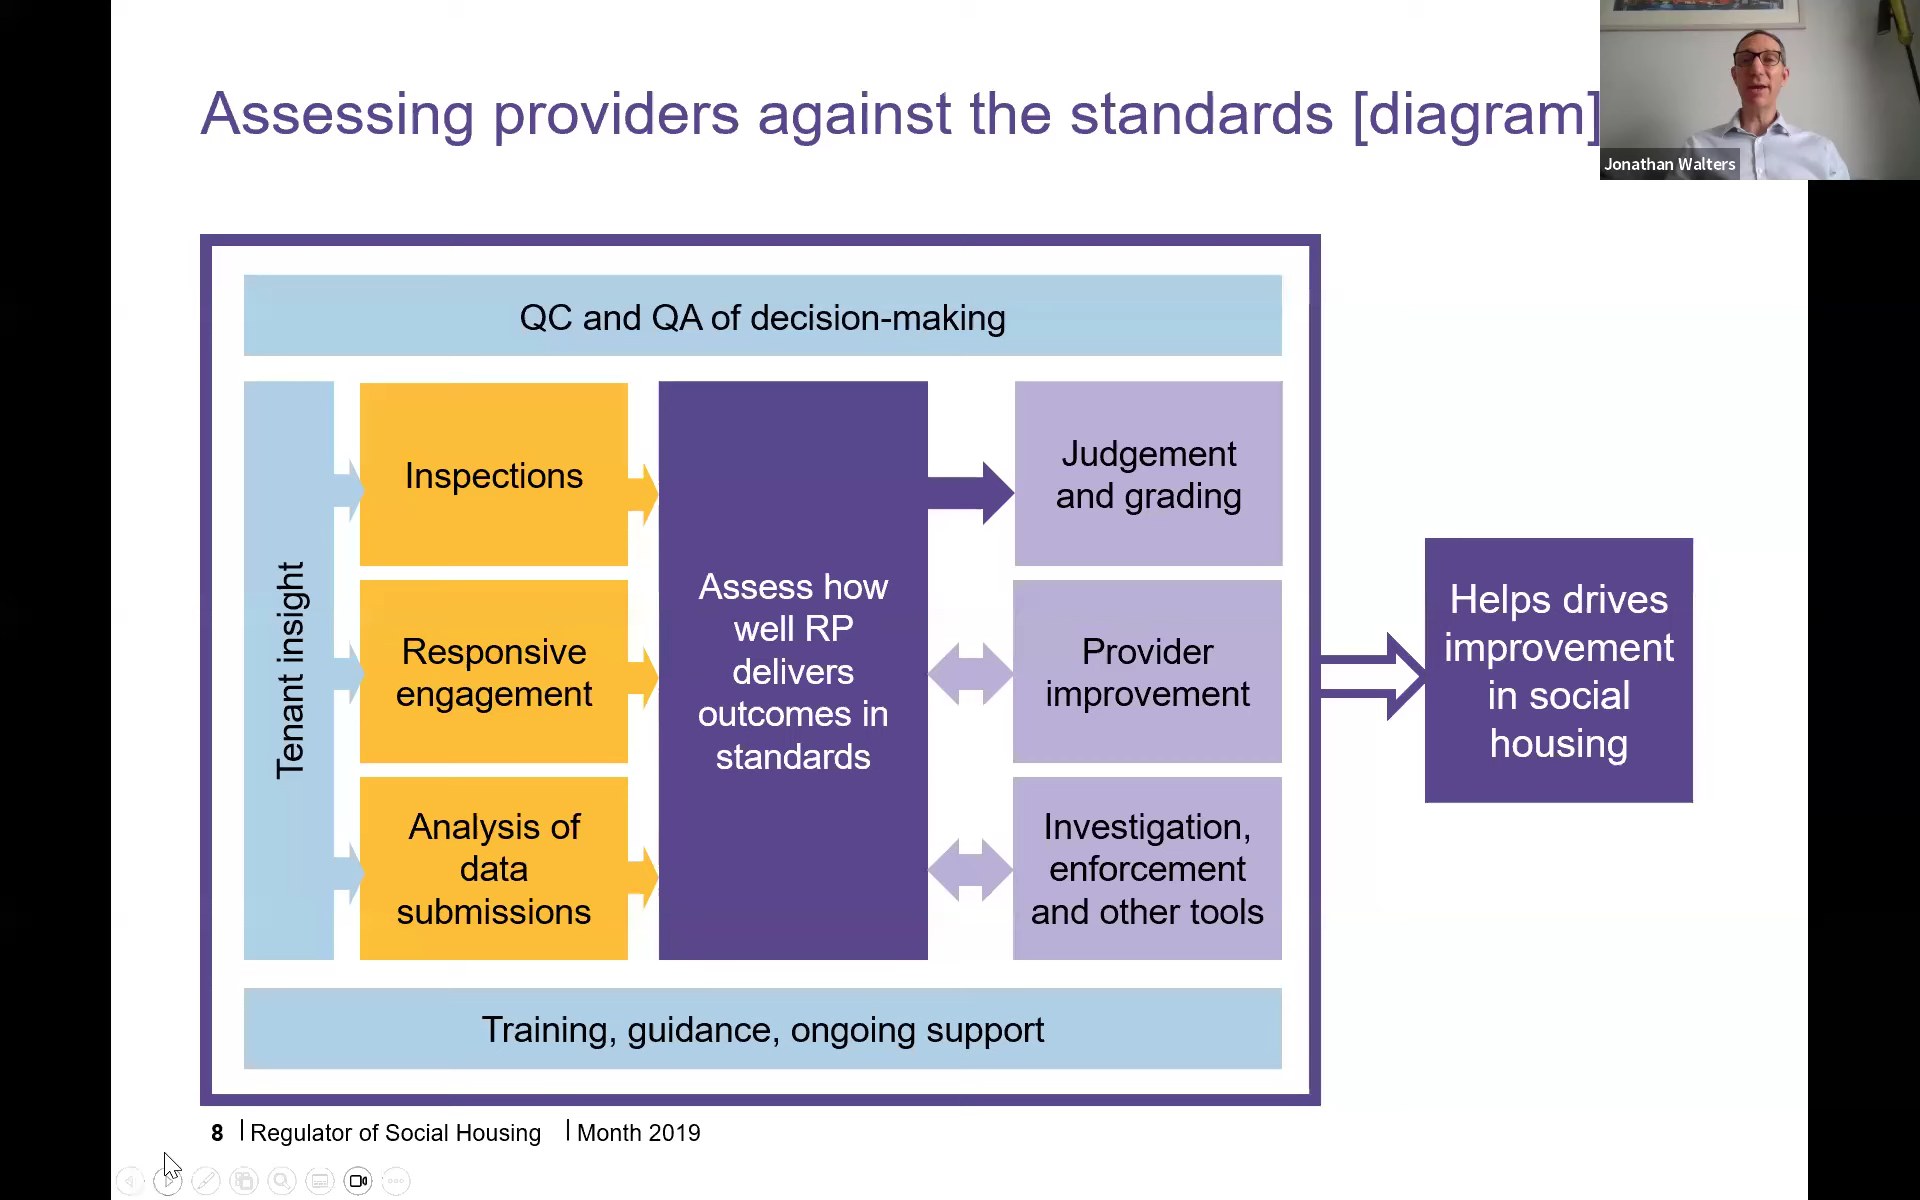 Assessing providers against the standards [diagram]
Jonathan Walters
QC and QA of decision-making
Tenant insight
Inspections
Responsive
engagement
Analysis of
data
submissions
Assess how
well RP
delivers
outcomes in
standards
Judgement
and grading
Provider
improvement
Investigation,
enforcement
and other tools
Helps drives
improvement
in social
housing
Training, guidance, ongoing support
8 | Regulator of Social Housing | Month 2019